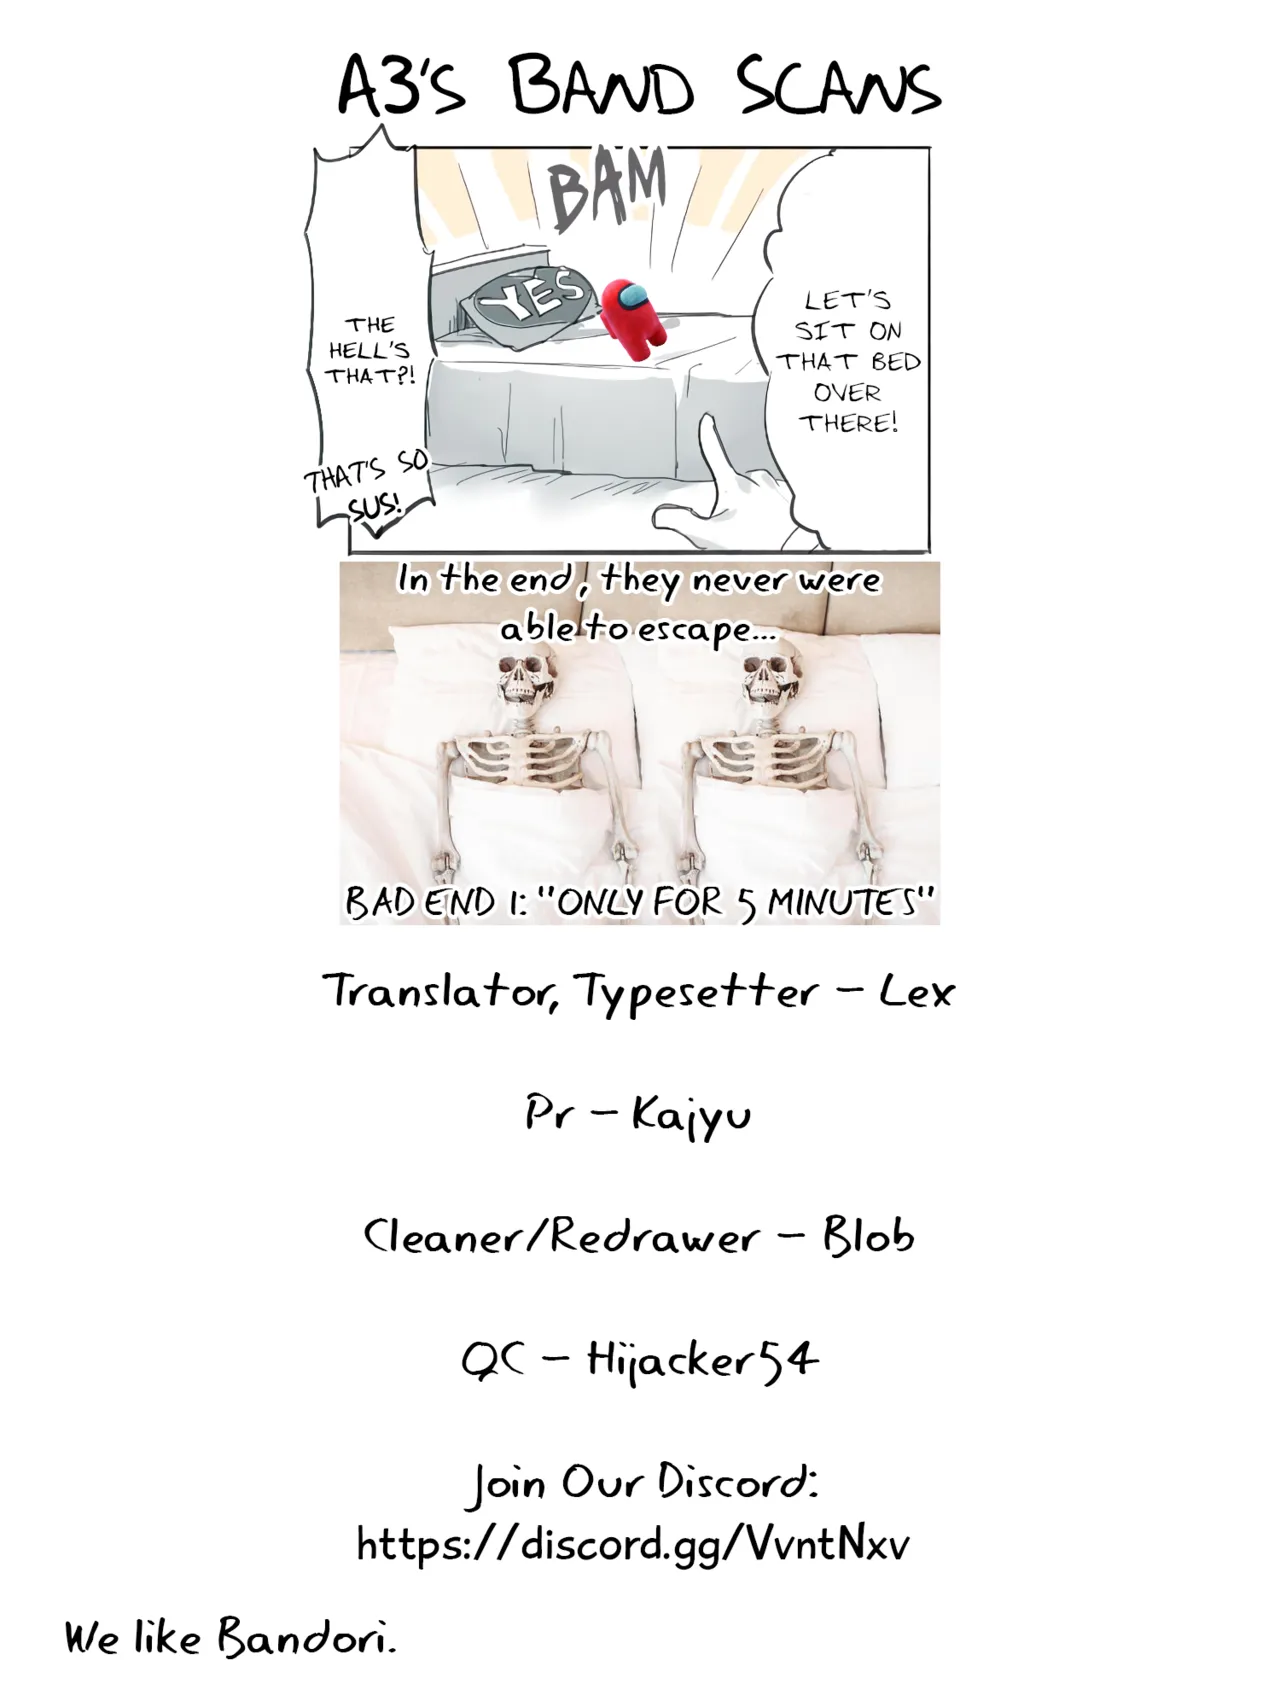 A3'S BAND SCANS
BAM
LET'S
SIT ON
THAT BED
OVER
THERE!
YES
THE
HELL'S
THAT?!
THAT'S SO
SUS!
In the end, they never were
able to escape...
BAD END 1: "ONLY FOR 5 MINUTES"
Translator, Typesetter – Lex
Pr – Kajyu
Cleaner/Redrawer – Blob
QC – Hijacker54
Join Our Discord:
https://discord.gg/VvntNxv
We like Bandori.